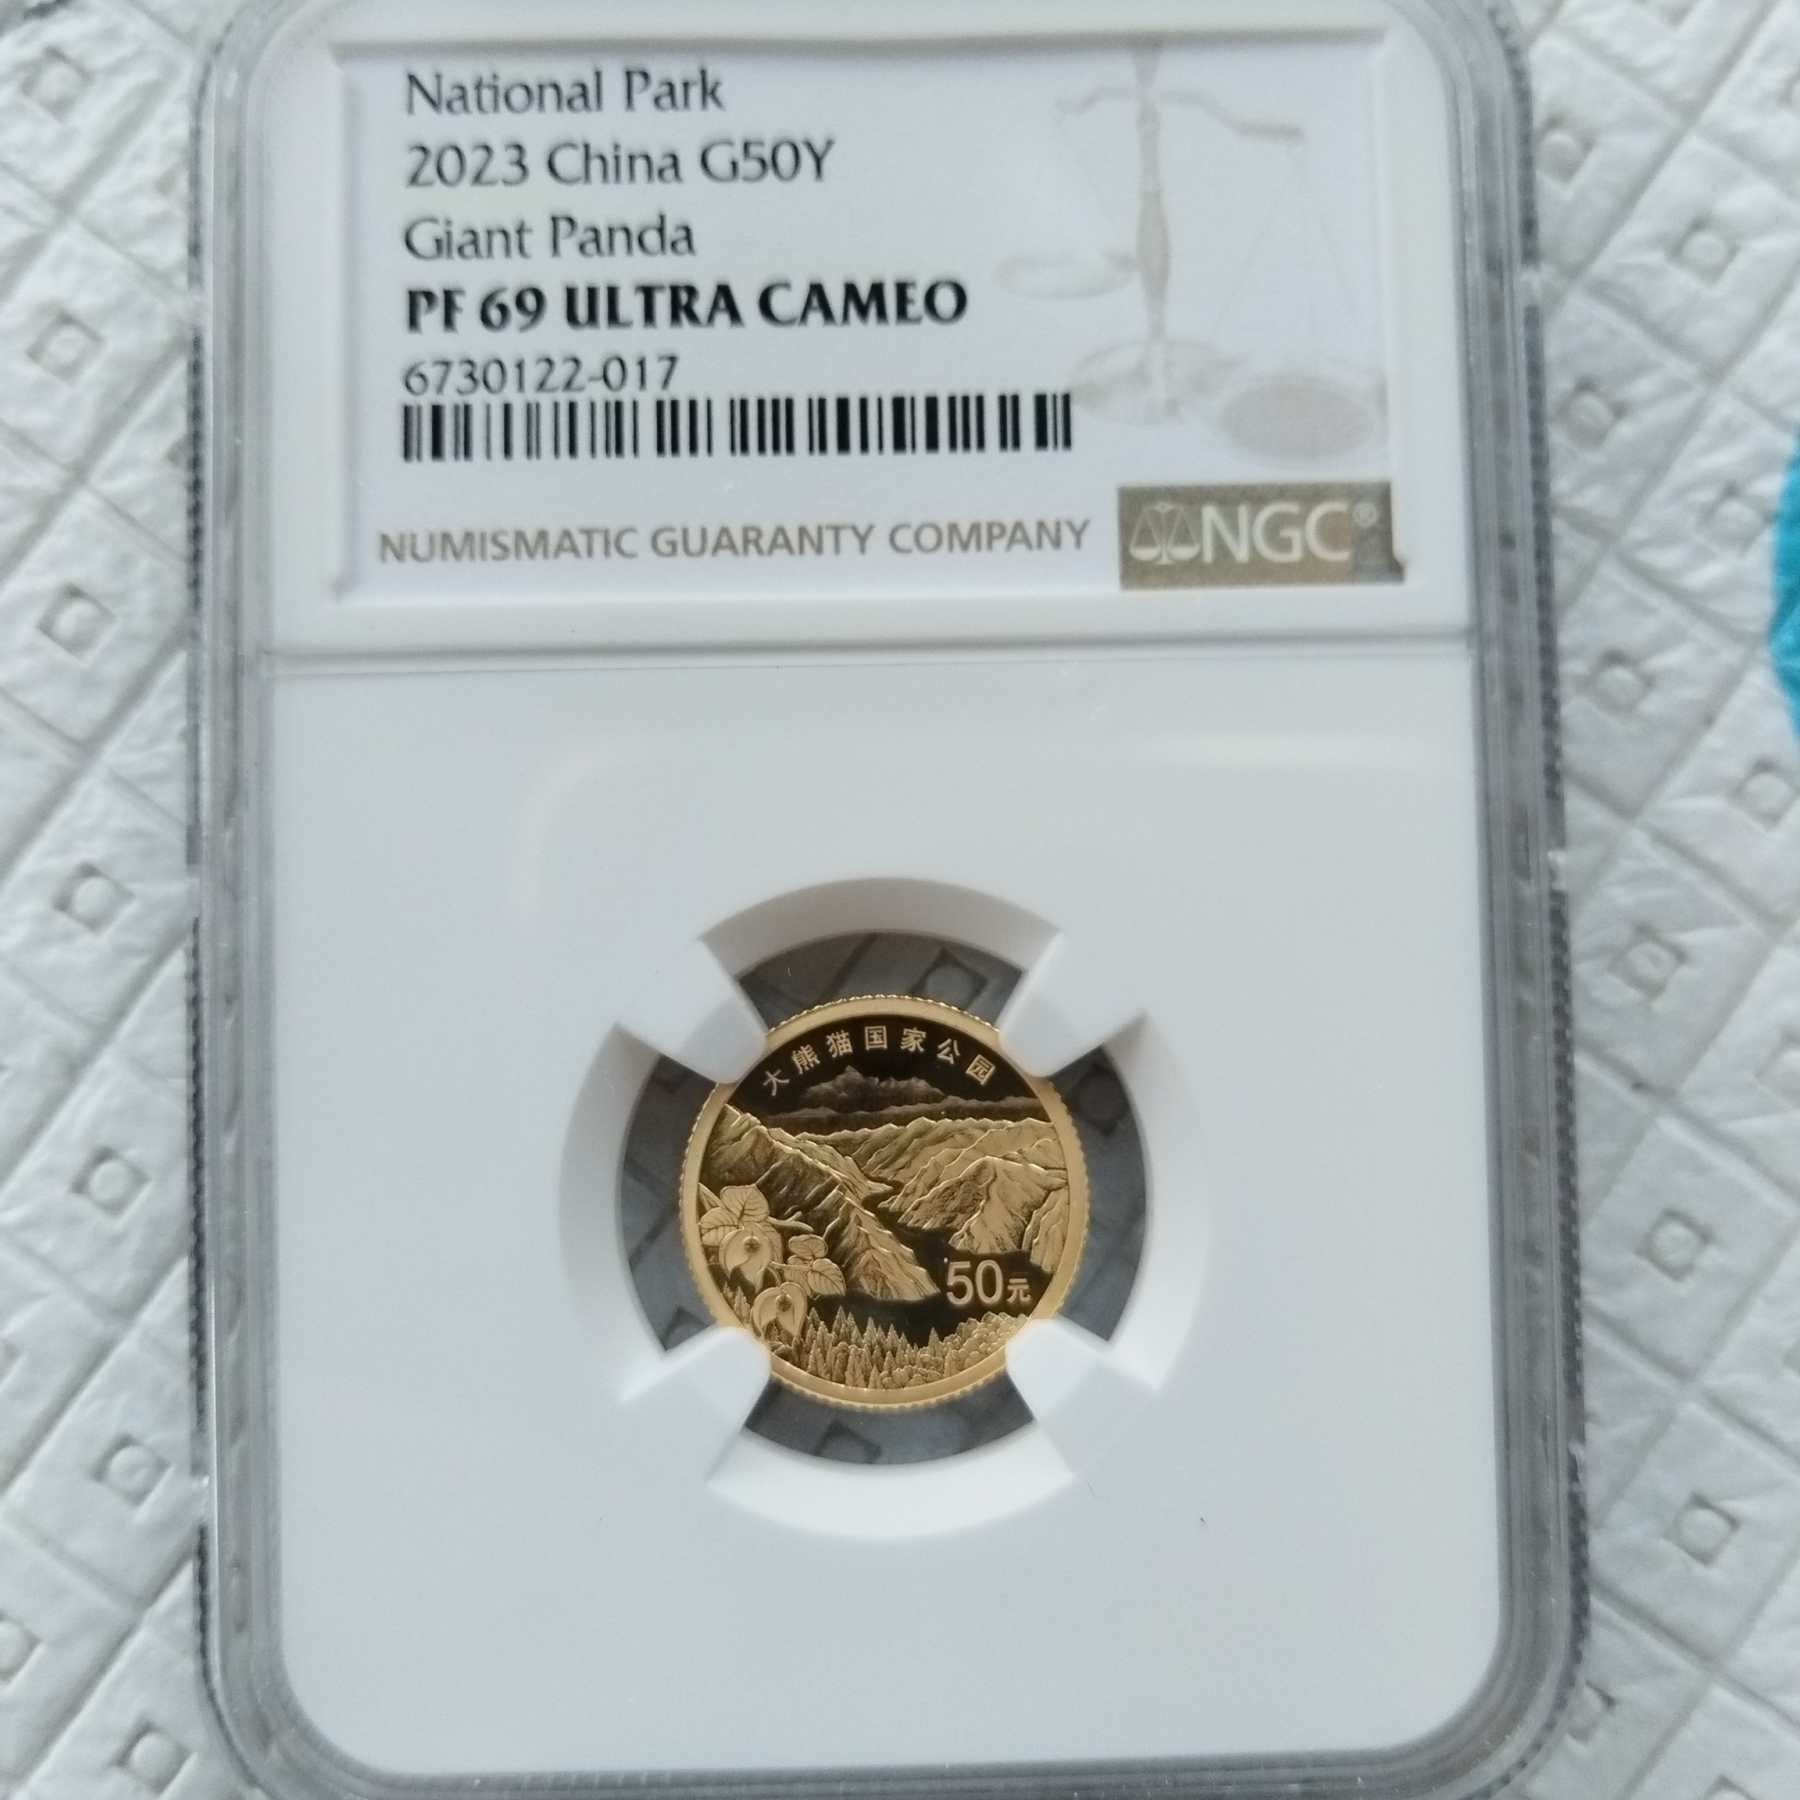 National Park
2023 China G50Y
Giant Panda
PF 69 ULTRA CAMEO
6730122-017
NUMISMATIC GUARANTY COMPANY
NGC®
大熊猫国家公园
50元